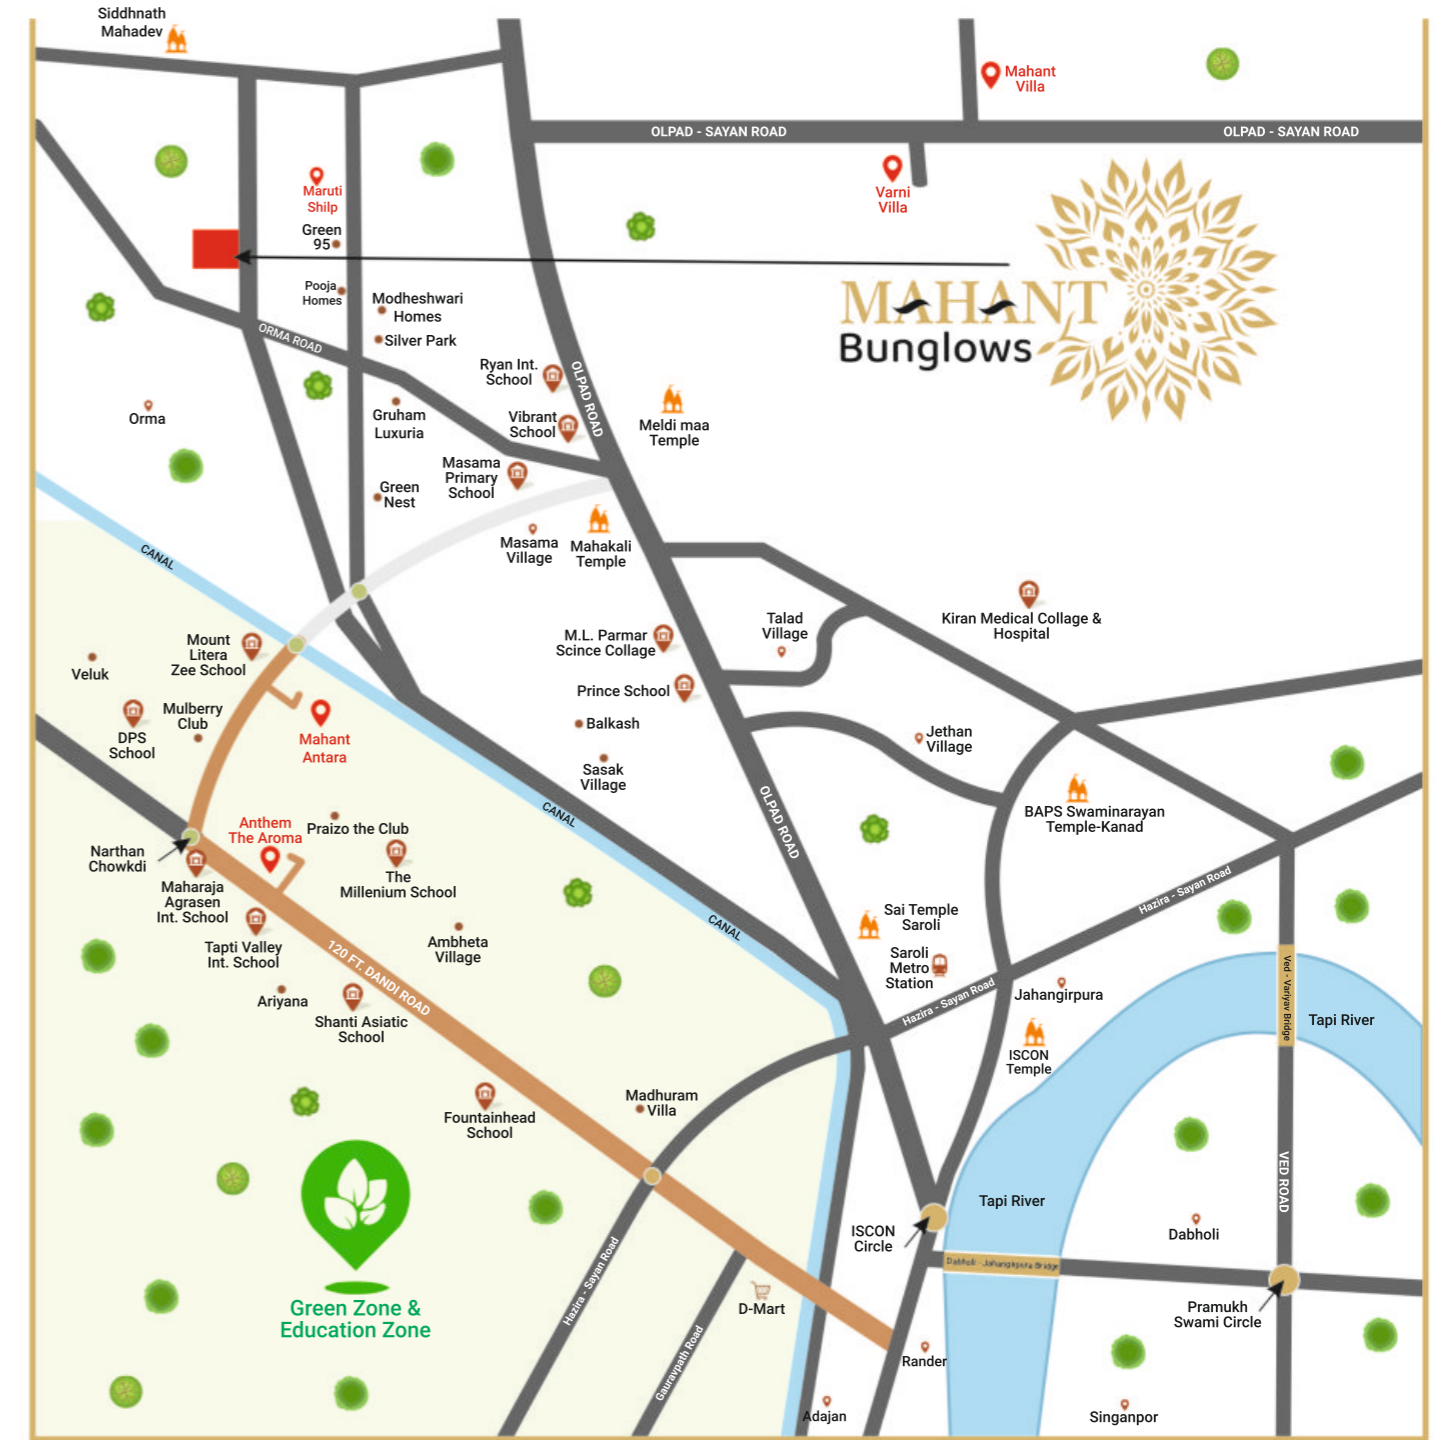 Siddhnath
Mahadev
Mahant
Villa
OLPAD - SAYAN ROAD
OLPAD - SAYAN ROAD
Maruti
Shilp
Varni
Villa
Green
95
Pooja
Homes
Modheshwari
Homes
MAHANT
Bunglows
ORMA ROAD
Silver Park
Ryan Int.
School
OLPAD ROAD
Orma
Gruham
Luxuria
Vibrant
School
Meldi maa
Temple
Masama
Primary
School
Green
Nest
Masama
Village
Mahakali
Temple
CANAL
Talad
Village
Kiran Medical Collage &
Hospital
Mount
Litera
Zee School
M.L. Parmar
Scince Collage
Veluk
Prince School
Mulberry
Club
DPS
School
Mahant
Antara
Balkash
Jethan
Village
Sasak
Village
CANAL
OLPAD ROAD
BAPS Swaminarayan
Temple-Kanad
Anthem
The Aroma
Praizo the Club
Narthan
Chowkdi
Maharaja
Agrasen
Int. School
The
Millenium School
Hazira - Sayan Road
CANAL
Sai Temple
Saroli
Tapti Valley
Int. School
120 FT. DANDI ROAD
Ambheta
Village
Saroli
Metro
Station
Ariyana
Shanti Asiatic
School
Hazira - Sayan Road
Jahangirpura
Ved - Variyav Bridge
Tapi River
ISCON
Temple
Madhuram
Villa
Fountainhead
School
VED ROAD
Tapi River
ISCON
Circle
Dabholi
Dabholi - Jahangirpura Bridge
Hazira - Sayan Road
Green Zone &
Education Zone
D-Mart
Pramukh
Swami Circle
Gauravpath Road
Rander
Adajan
Singanpor